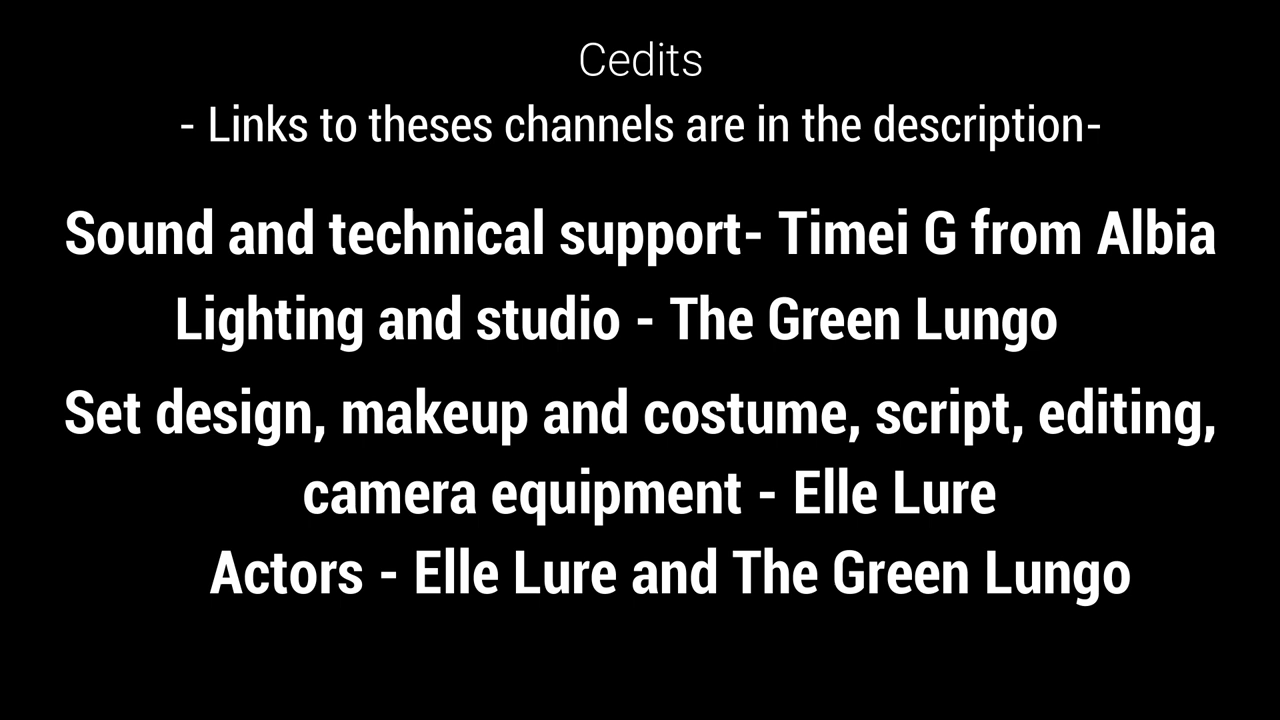 Cedits
- Links to theses channels are in the description-
Sound and technical support- Timei G from Albia
Lighting and studio - The Green Lungo
Set design, makeup and costume, script, editing,
camera equipment - Elle Lure
Actors - Elle Lure and The Green Lungo